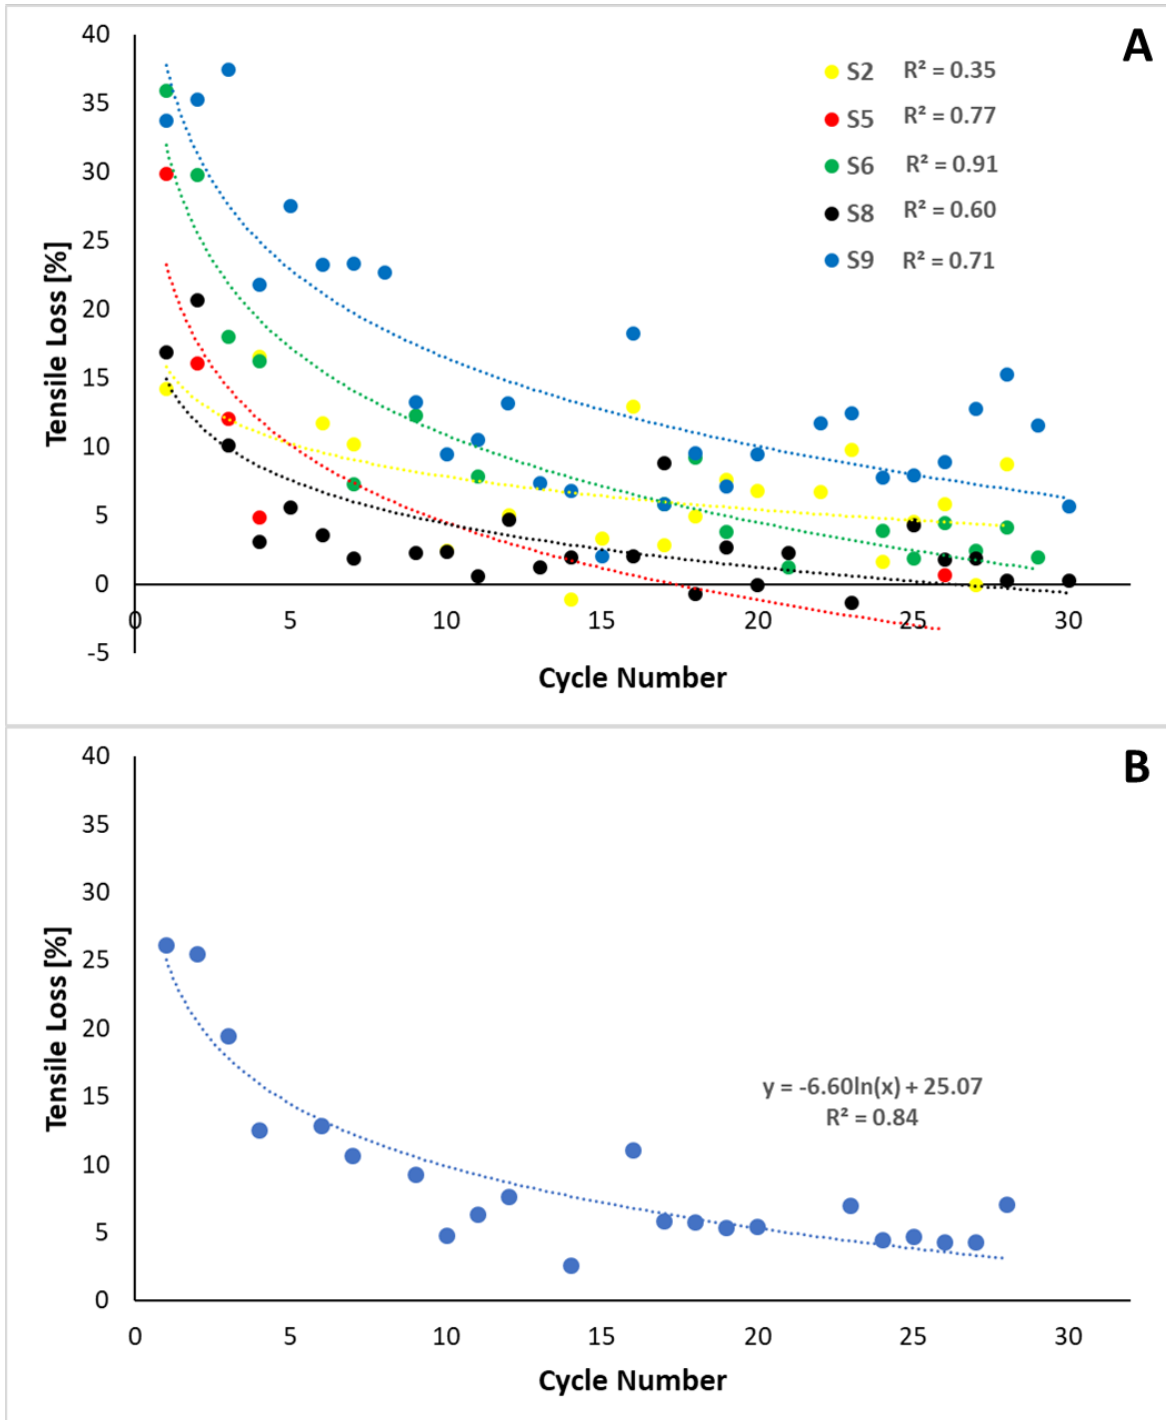 A
40
35
30
25
20
15
10
5
0
-5
Tensile Loss [%]
S2 R² = 0.35
S5 R² = 0.77
S6 R² = 0.91
S8 R² = 0.60
S9 R² = 0.71
0 5 10 15 20 25 30
Cycle Number
B
40
35
30
25
20
15
10
5
0
Tensile Loss [%]
y = -6.60ln(x) + 25.07
R² = 0.84
0 5 10 15 20 25 30
Cycle Number